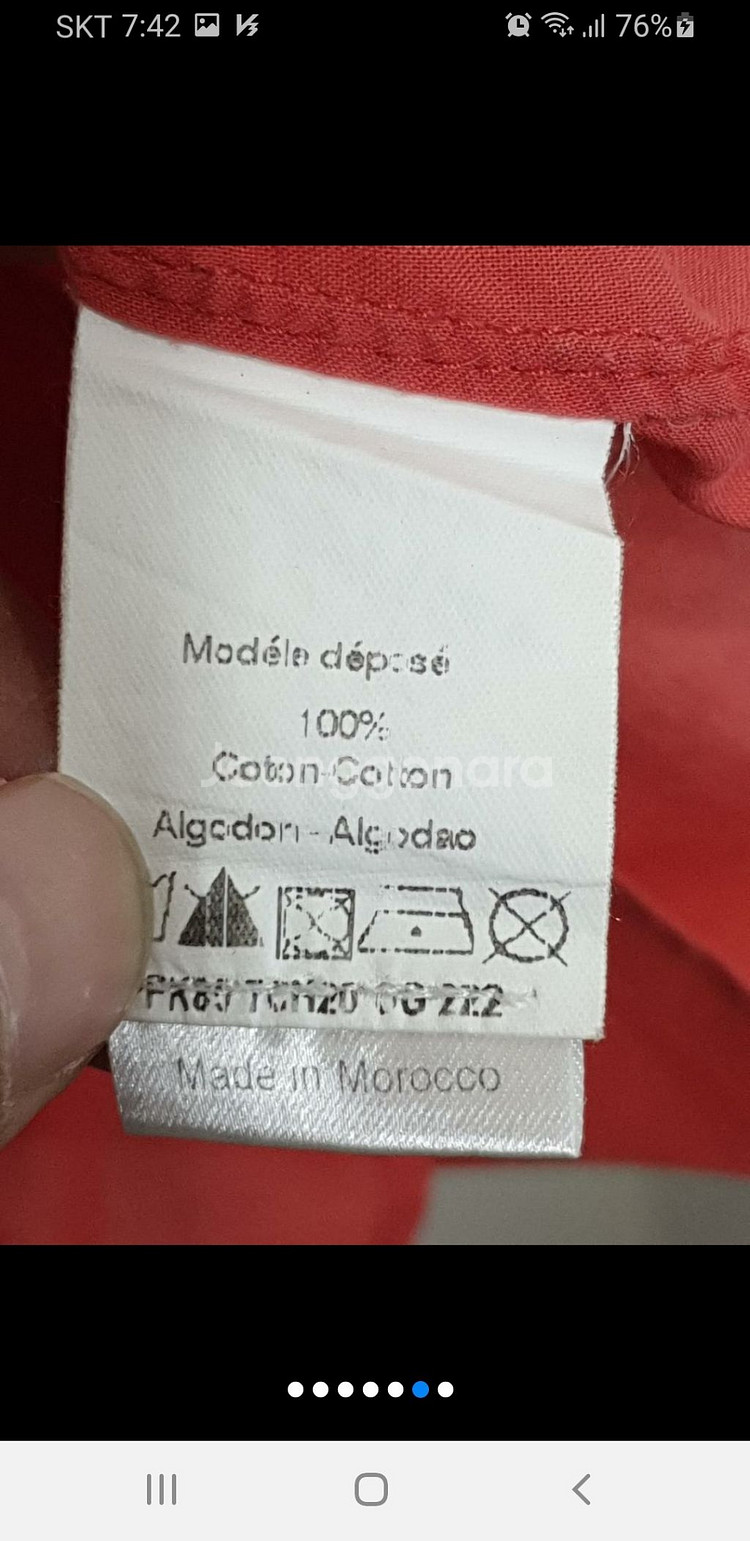 SKT 7:42 76%
Modéle déposé
100%
Coton-Cotton
Algodon - Algodao
Made in Morocco